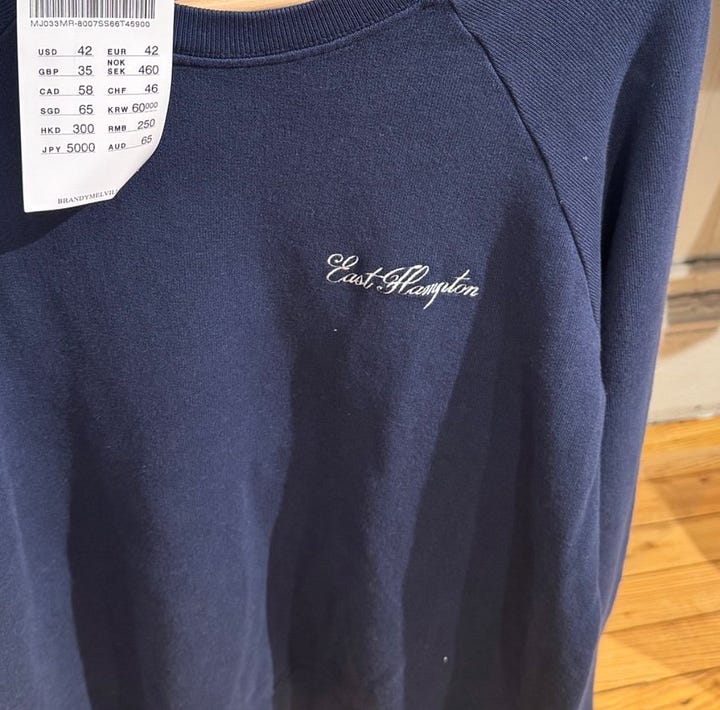 MJ033MR-8007SS66T45900
USD 42 EUR 42
GBP 35 NOK SEK 460
CAD 58 CHF 46
SGD 65 KRW 60000
HKD 300 RMB 250
JPY 5000 AUD 65
East Hampton